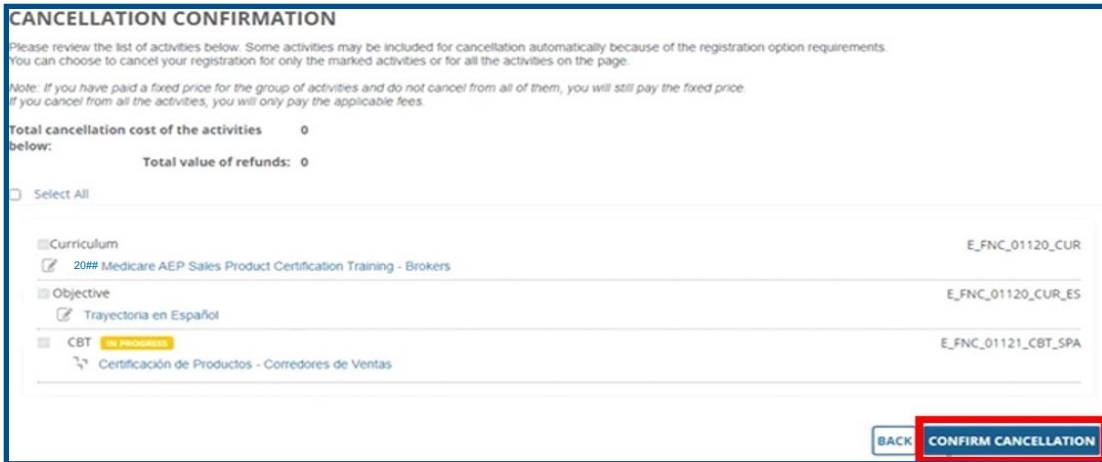 CANCELLATION CONFIRMATION
Please review the list of activities below. Some activities may be included for cancellation automatically because of the registration option requirements.
You can choose to cancel your registration for only the marked activities or for all the activities on the page.
Note: If you have paid a fixed price for the group of activities and do not cancel from all of them, you will still pay the fixed price.
If you cancel from all the activities, you will only pay the applicable fees.
Total cancellation cost of the activities below: 0
Total value of refunds: 0
Select All
Curriculum E_FNC_01120_CUR
20## Medicare AEP Sales Product Certification Training - Brokers
Objective E_FNC_01120_CUR_ES
Trayectoria en Español
CBT IN PROGRESS E_FNC_01121_CBT_SPA
Certificación de Productos - Corredores de Ventas
BACK CONFIRM CANCELLATION